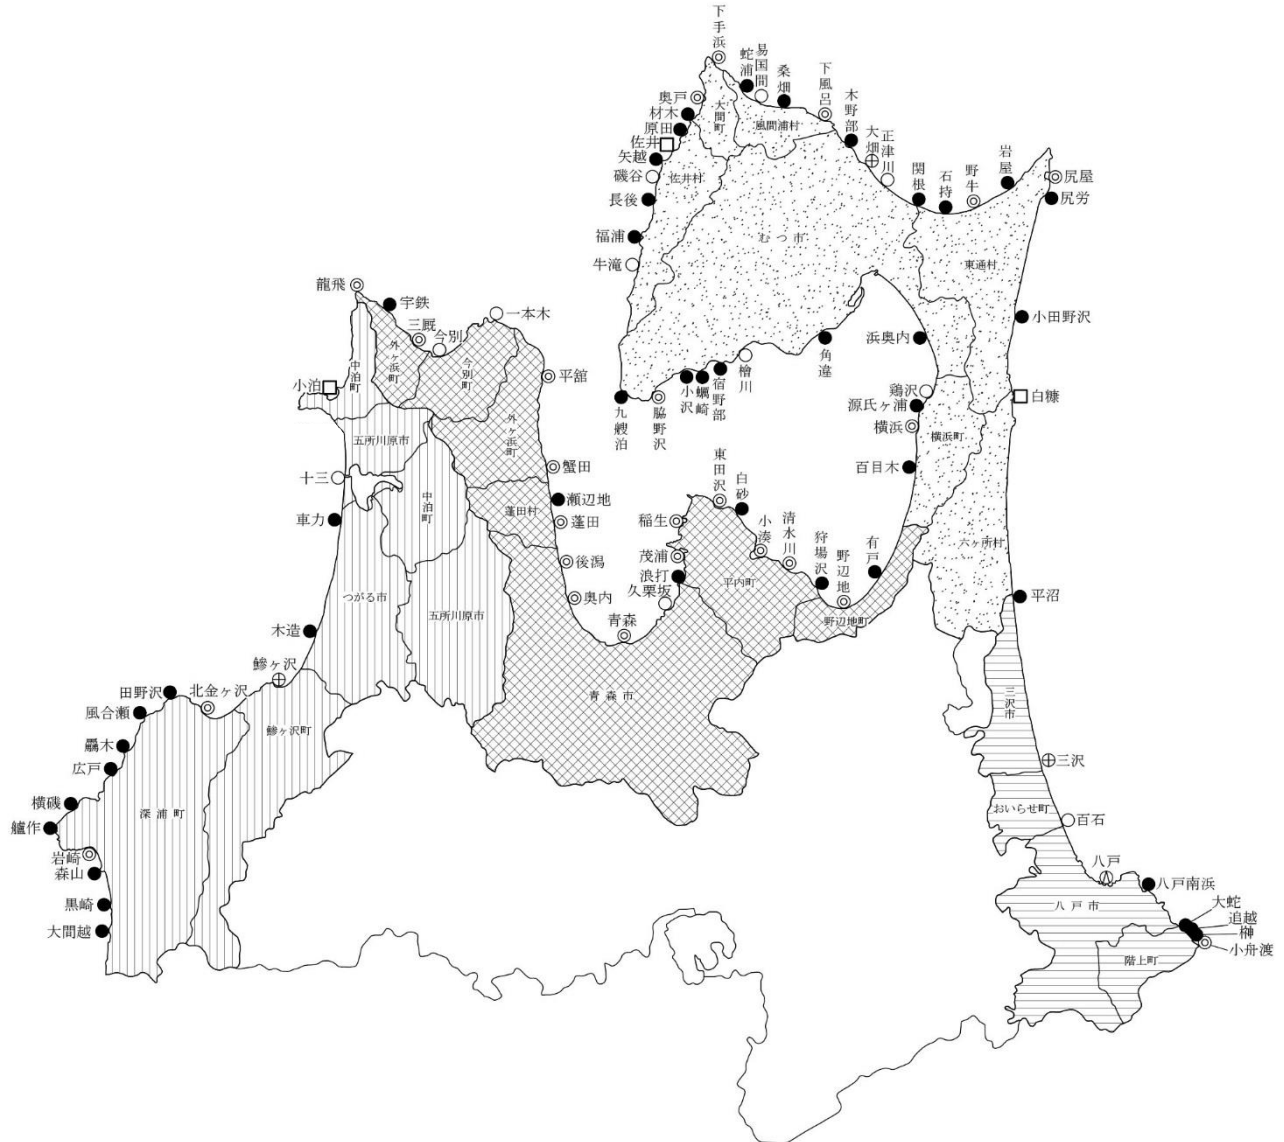 下手浜
蛇浦
易国間
桑畑
下風呂
木野部
大畑
正津川
関根
石持
野牛
岩屋
尻屋
尻労
奥戸
材木
原田
佐井
矢越
磯谷
長後
福浦
牛滝
大間町
風間浦村
佐井村
むつ市
東通村
小田野沢
白糠
龍飛
宇鉄
三厩
今別
一本木
平舘
小泊
中泊町
外ヶ浜町
今別町
外ヶ浜町
五所川原市
十三
車力
中泊町
蟹田
瀬辺地
蓬田村
蓬田
後潟
奥内
九艘泊
脇野沢
小沢
蠣崎
宿野部
檜川
角違
浜奥内
鶏沢
源氏ヶ浦
横浜
横浜町
百目木
東田沢
白砂
小湊
清水川
狩場沢
野辺地
有戸
稲生
茂浦
浪打
久栗坂
青森
平内町
野辺地町
六ヶ所村
平沼
つがる市
五所川原市
青森市
木造
鰺ヶ沢
北金ヶ沢
田野沢
風合瀬
驫木
広戸
横磯
艫作
岩崎
森山
黒崎
大間越
深浦町
鰺ヶ沢町
三沢市
三沢
おいらせ町
百石
八戸
八戸南浜
八戸市
大蛇
追越
榊
小舟渡
階上町